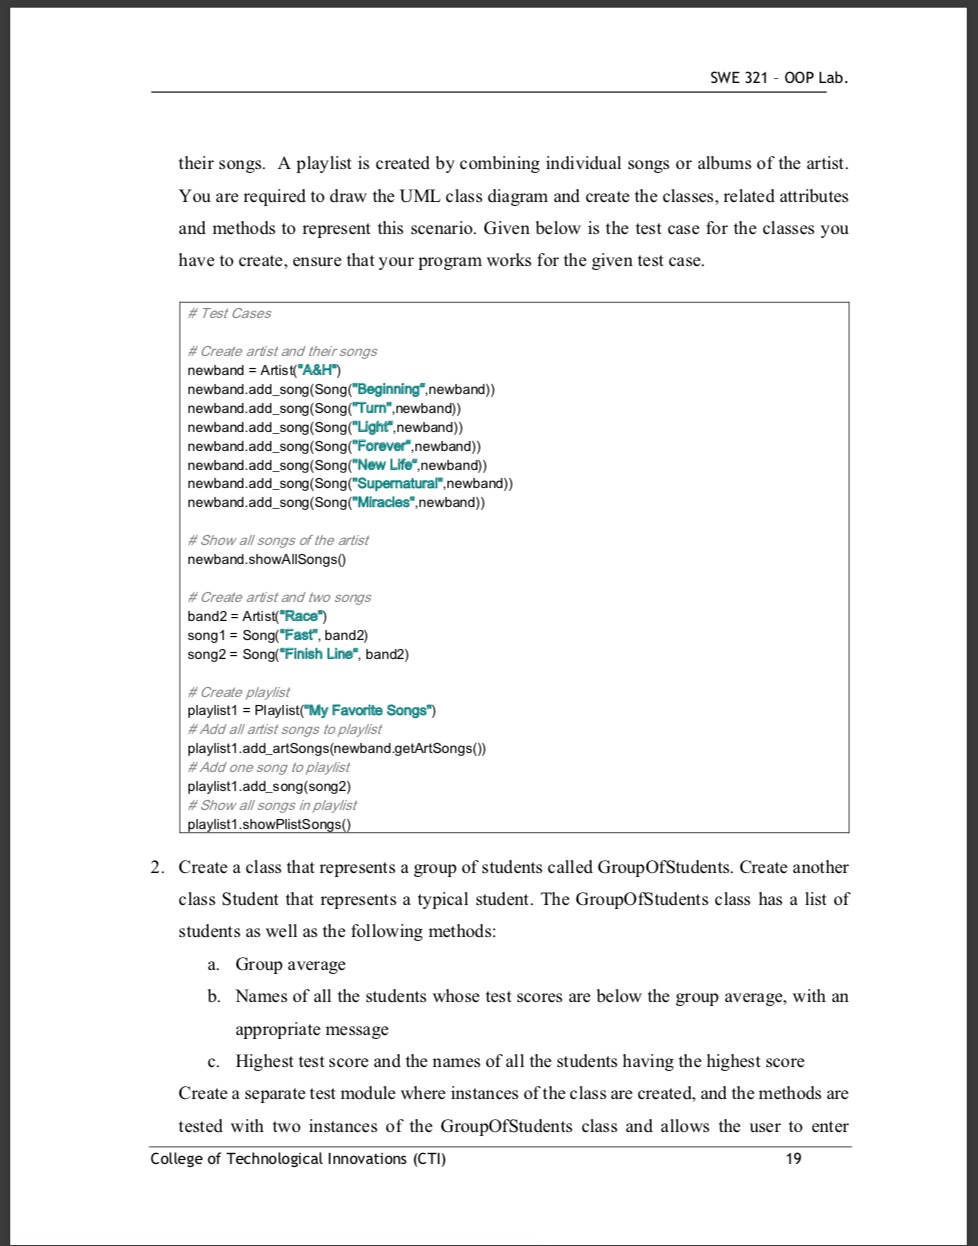 SWE 321 - OOP Lab.
their songs. A playlist is created by combining individual songs or albums of the artist.
You are required to draw the UML class diagram and create the classes, related attributes
and methods to represent this scenario. Given below is the test case for the classes you
have to create, ensure that your program works for the given test case.
# Test Cases
# Create artist and their songs
newband = Artist("A&H")
newband.add_song(Song("Beginning",newband))
newband.add_song(Song("Turn",newband))
newband.add_song(Song("Light",newband))
newband.add_song(Song("Forever",newband))
newband.add_song(Song("New Life",newband))
newband.add_song(Song("Supernatural",newband))
newband.add_song(Song("Miracles",newband))
# Show all songs of the artist
newband.showAllSongs()
# Create artist and two songs
band2 = Artist("Race")
song1 = Song("Fast", band2)
song2 = Song("Finish Line", band2)
# Create playlist
playlist1 = Playlist("My Favorite Songs")
# Add all artist songs to playlist
playlist1.add_artSongs(newband.getArtSongs())
# Add one song to playlist
playlist1.add_song(song2)
# Show all songs in playlist
playlist1.showPlistSongs()
2. Create a class that represents a group of students called GroupOfStudents. Create another
class Student that represents a typical student. The GroupOfStudents class has a list of
students as well as the following methods:
a. Group average
b. Names of all the students whose test scores are below the group average, with an
appropriate message
c. Highest test score and the names of all the students having the highest score
Create a separate test module where instances of the class are created, and the methods are
tested with two instances of the GroupOfStudents class and allows the user to enter
College of Technological Innovations (CTI) 19